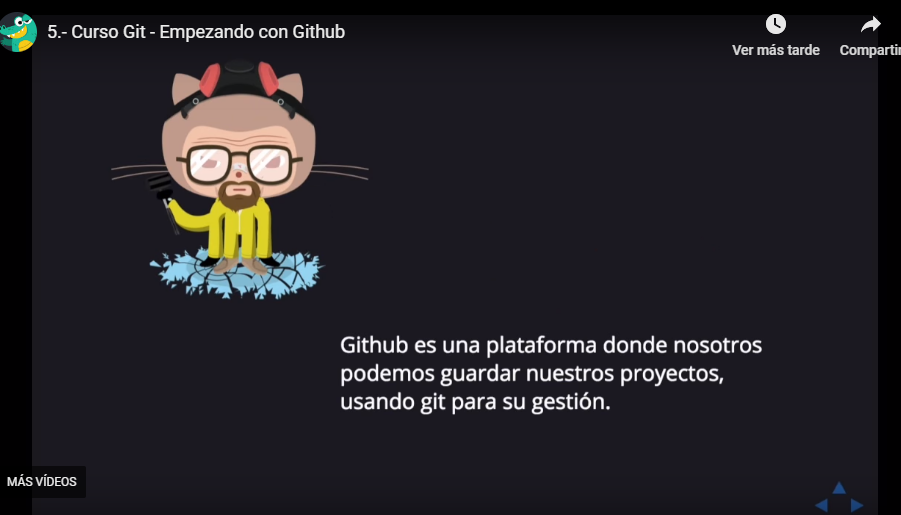 5.- Curso Git - Empezando con Github
Ver más tarde
Compartir
Github es una plataforma donde nosotros
podemos guardar nuestros proyectos,
usando git para su gestión.
MÁS VÍDEOS